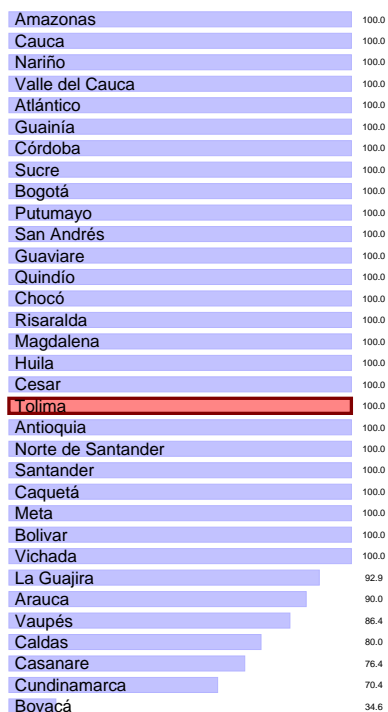 Amazonas 100.0
Cauca 100.0
Nariño 100.0
Valle del Cauca 100.0
Atlántico 100.0
Guainía 100.0
Córdoba 100.0
Sucre 100.0
Bogotá 100.0
Putumayo 100.0
San Andrés 100.0
Guaviare 100.0
Quindío 100.0
Chocó 100.0
Risaralda 100.0
Magdalena 100.0
Huila 100.0
Cesar 100.0
Tolima 100.0
Antioquia 100.0
Norte de Santander 100.0
Santander 100.0
Caquetá 100.0
Meta 100.0
Bolivar 100.0
Vichada 100.0
La Guajira 92.9
Arauca 90.0
Vaupés 86.4
Caldas 80.0
Casanare 76.4
Cundinamarca 70.4
Boyacá 34.6